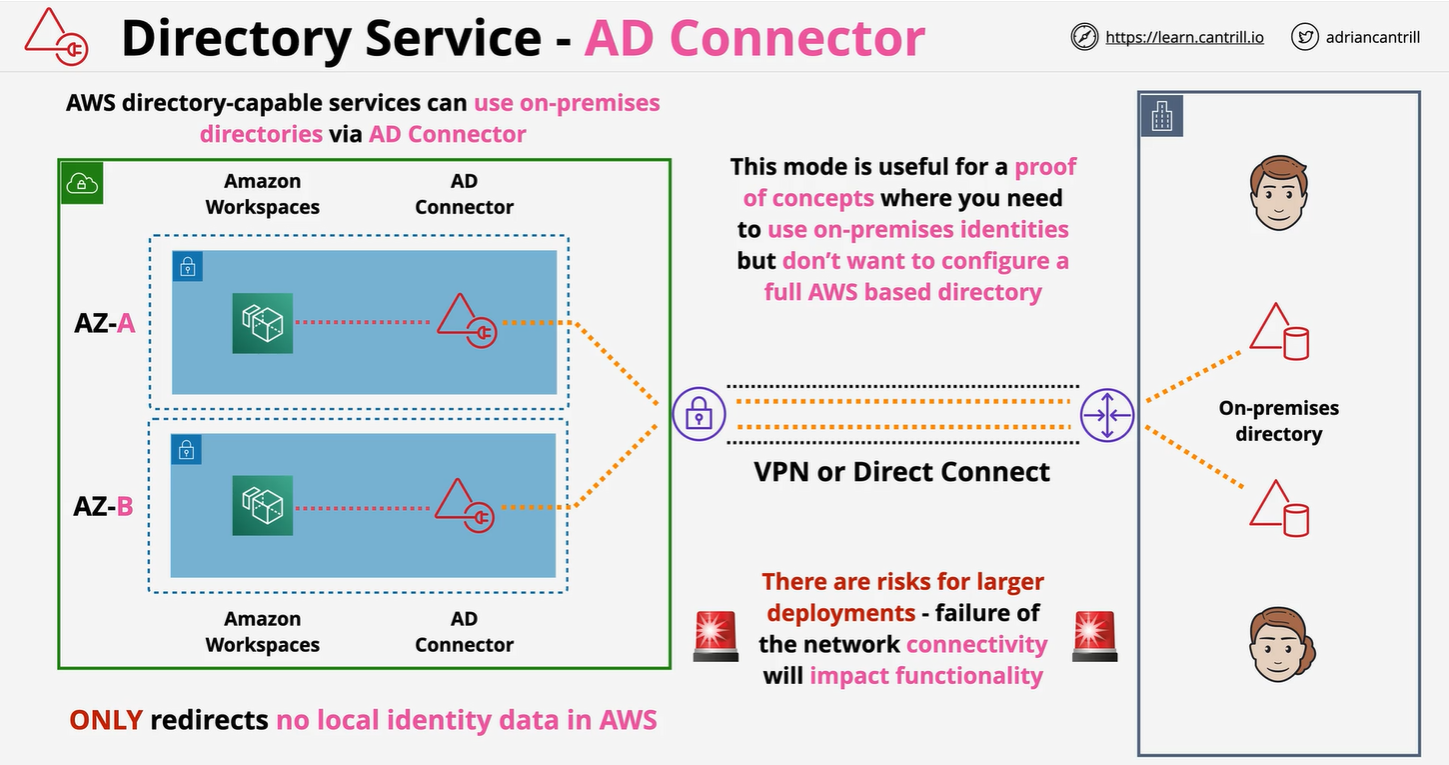 Directory Service - AD Connector
https://learn.cantrill.io
adriancantrill
AWS directory-capable services can use on-premises
directories via AD Connector
Amazon
Workspaces
AD
Connector
AZ-A
AZ-B
Amazon
Workspaces
AD
Connector
ONLY redirects no local identity data in AWS
This mode is useful for a proof
of concepts where you need
to use on-premises identities
but don’t want to configure a
full AWS based directory
VPN or Direct Connect
There are risks for larger
deployments - failure of
the network connectivity
will impact functionality
On-premises
directory